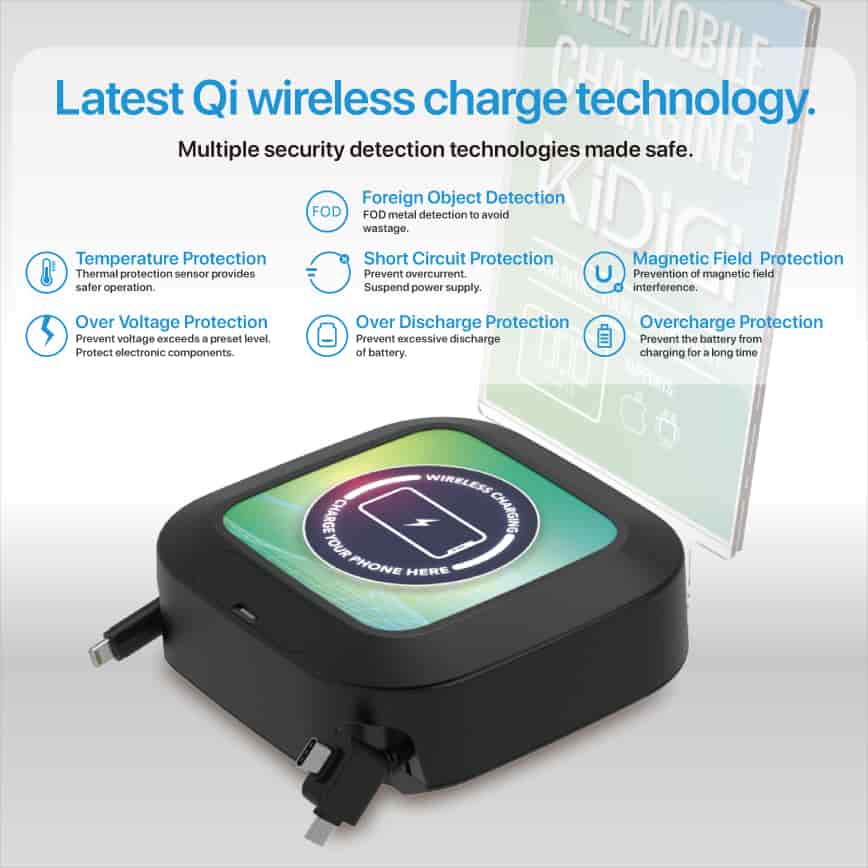 FREE MOBILE
CHARGING
KiDiGi
Latest Qi wireless charge technology.
Multiple security detection technologies made safe.
FOD
Foreign Object Detection
FOD metal detection to avoid
wastage.
Temperature Protection
Thermal protection sensor provides
safer operation.
Short Circuit Protection
Prevent overcurrent.
Suspend power supply.
Magnetic Field Protection
Prevention of magnetic field
interference.
Over Voltage Protection
Prevent voltage exceeds a preset level.
Protect electronic components.
Over Discharge Protection
Prevent excessive discharge
of battery.
Overcharge Protection
Prevent the battery from
charging for a long time
WIRELESS CHARGING
CHARGE YOUR PHONE HERE